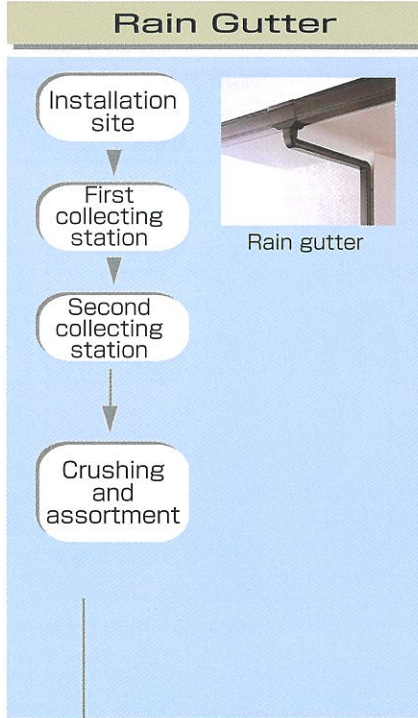 Rain Gutter
Installation
site
First
collecting
station
Second
collecting
station
Crushing
and
assortment
Rain gutter